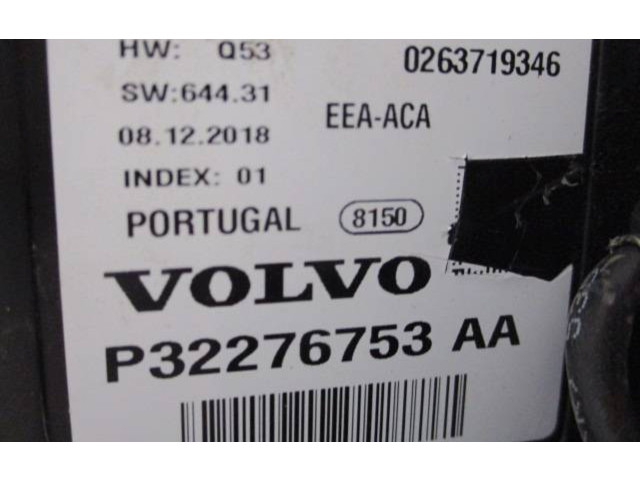 HW: Q53 0263719346
SW:644.31
EEA-ACA
08.12.2018
INDEX: 01
PORTUGAL 8150
VOLVO
P32276753 AA